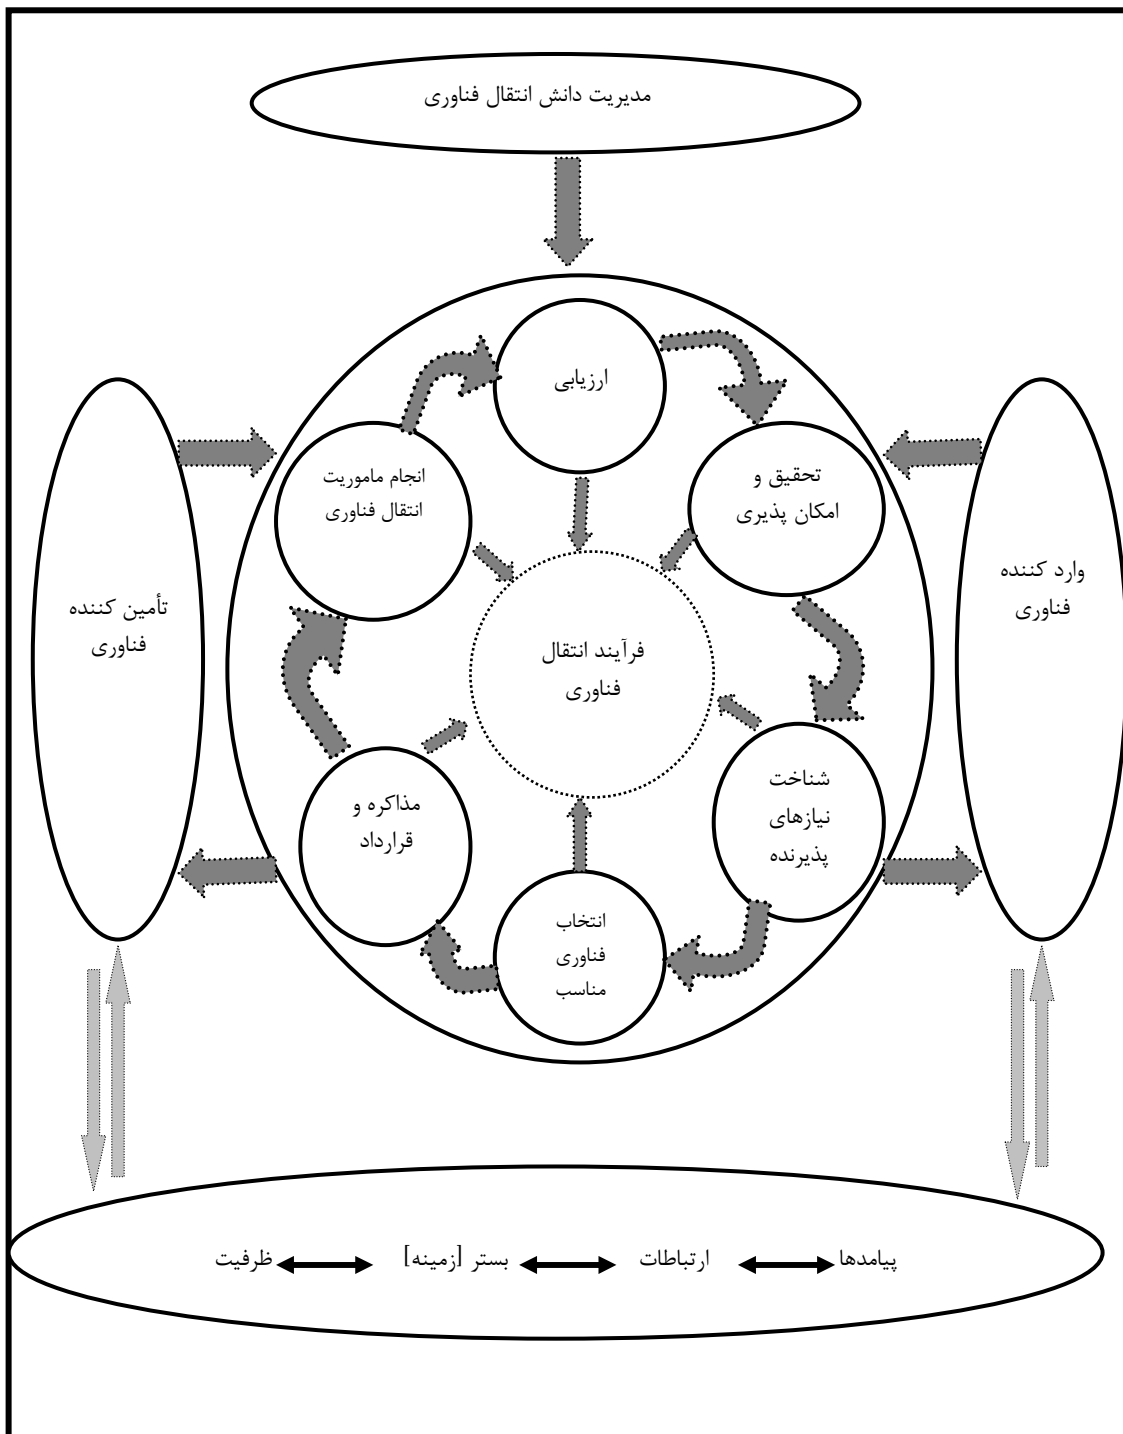 مدیریت دانش انتقال فناوری
ارزیابی
تحقیق و
امکان پذیری
انجام ماموریت
انتقال فناوری
وارد کننده
فناوری
تأمین کننده
فناوری
فرآیند انتقال
فناوری
شناخت
نیازهای
پذیرنده
مذاکره و
قرارداد
انتخاب
فناوری
مناسب
پیامدها ارتباطات بستر [زمینه] ظرفیت